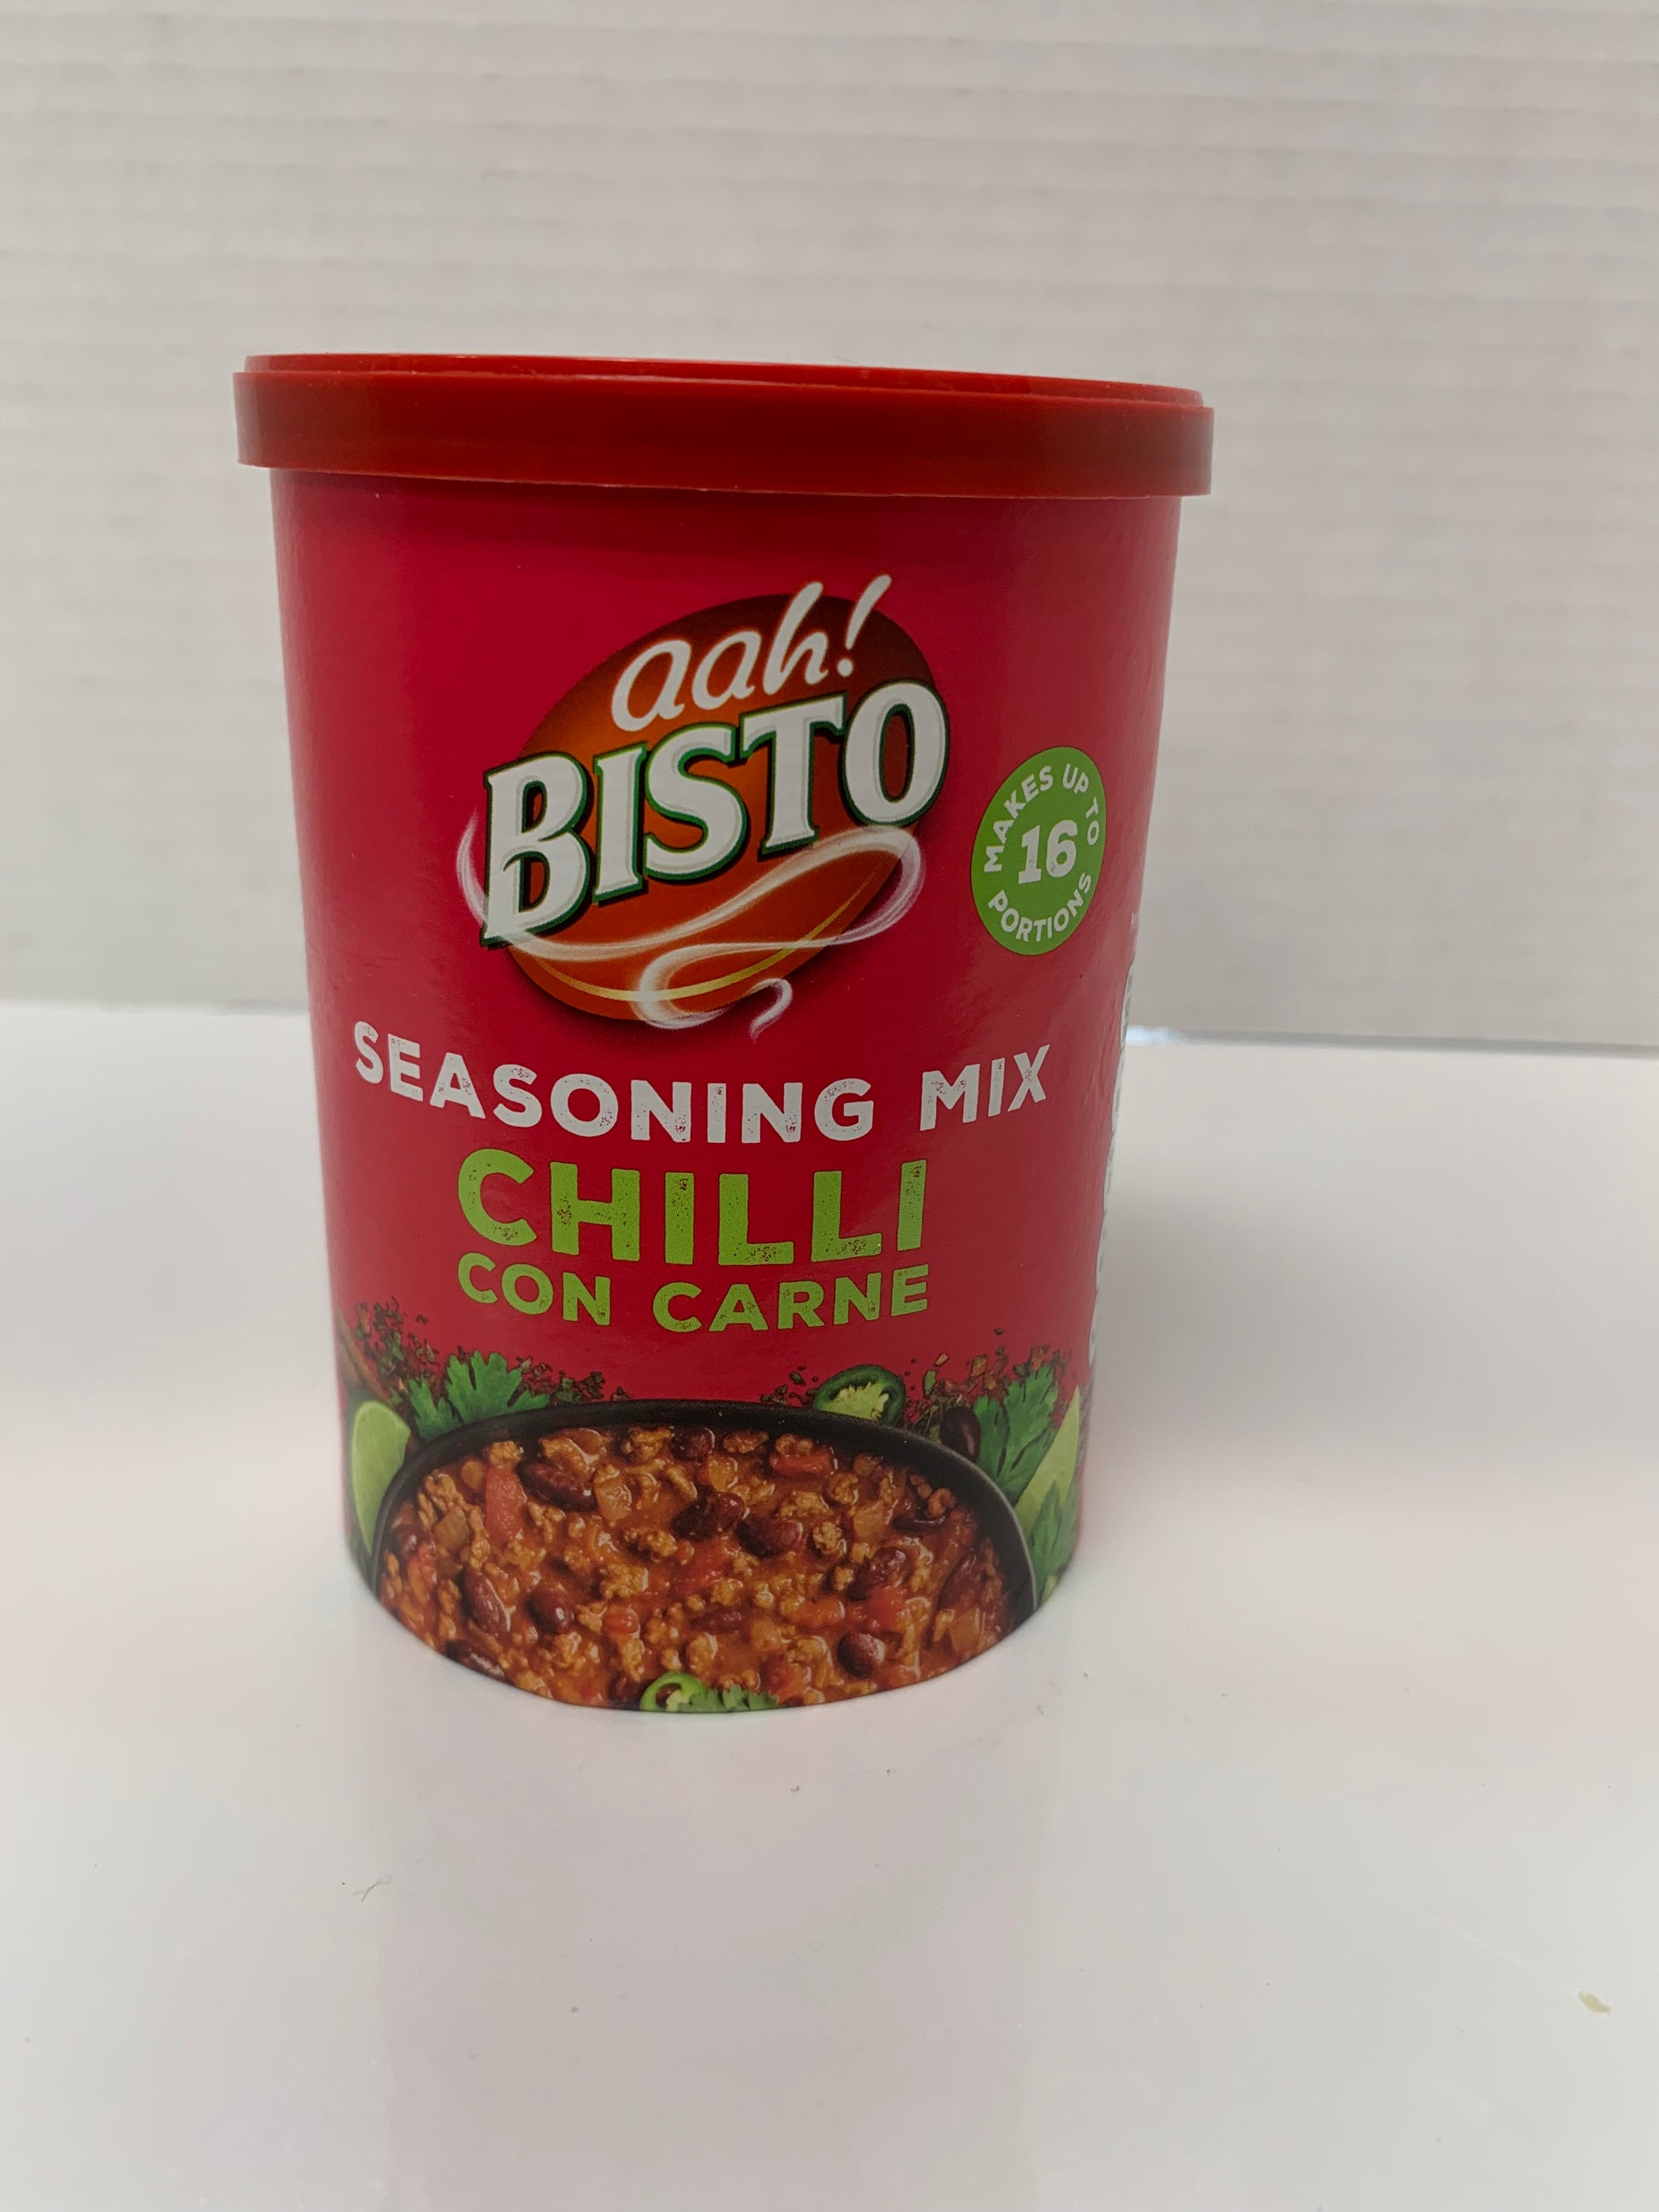 aah!
BISTO
MAKES UP TO
16
PORTIONS
SEASONING MIX
CHILLI
CON CARNE